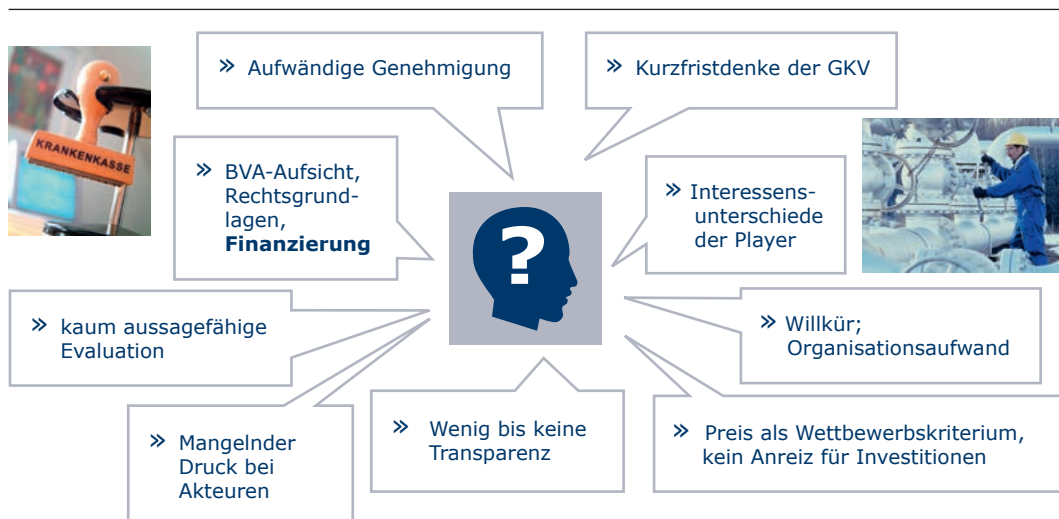 » Aufwändige Genehmigung
» Kurzfristdenke der GKV
KRANKENKASSE
» BVA-Aufsicht,
Rechtsgrund-
lagen,
Finanzierung
?
» Interessens-
unterschiede
der Player
» kaum aussagefähige
Evaluation
» Willkür;
Organisationsaufwand
» Mangelnder
Druck bei
Akteuren
» Wenig bis keine
Transparenz
» Preis als Wettbewerbskriterium,
kein Anreiz für Investitionen